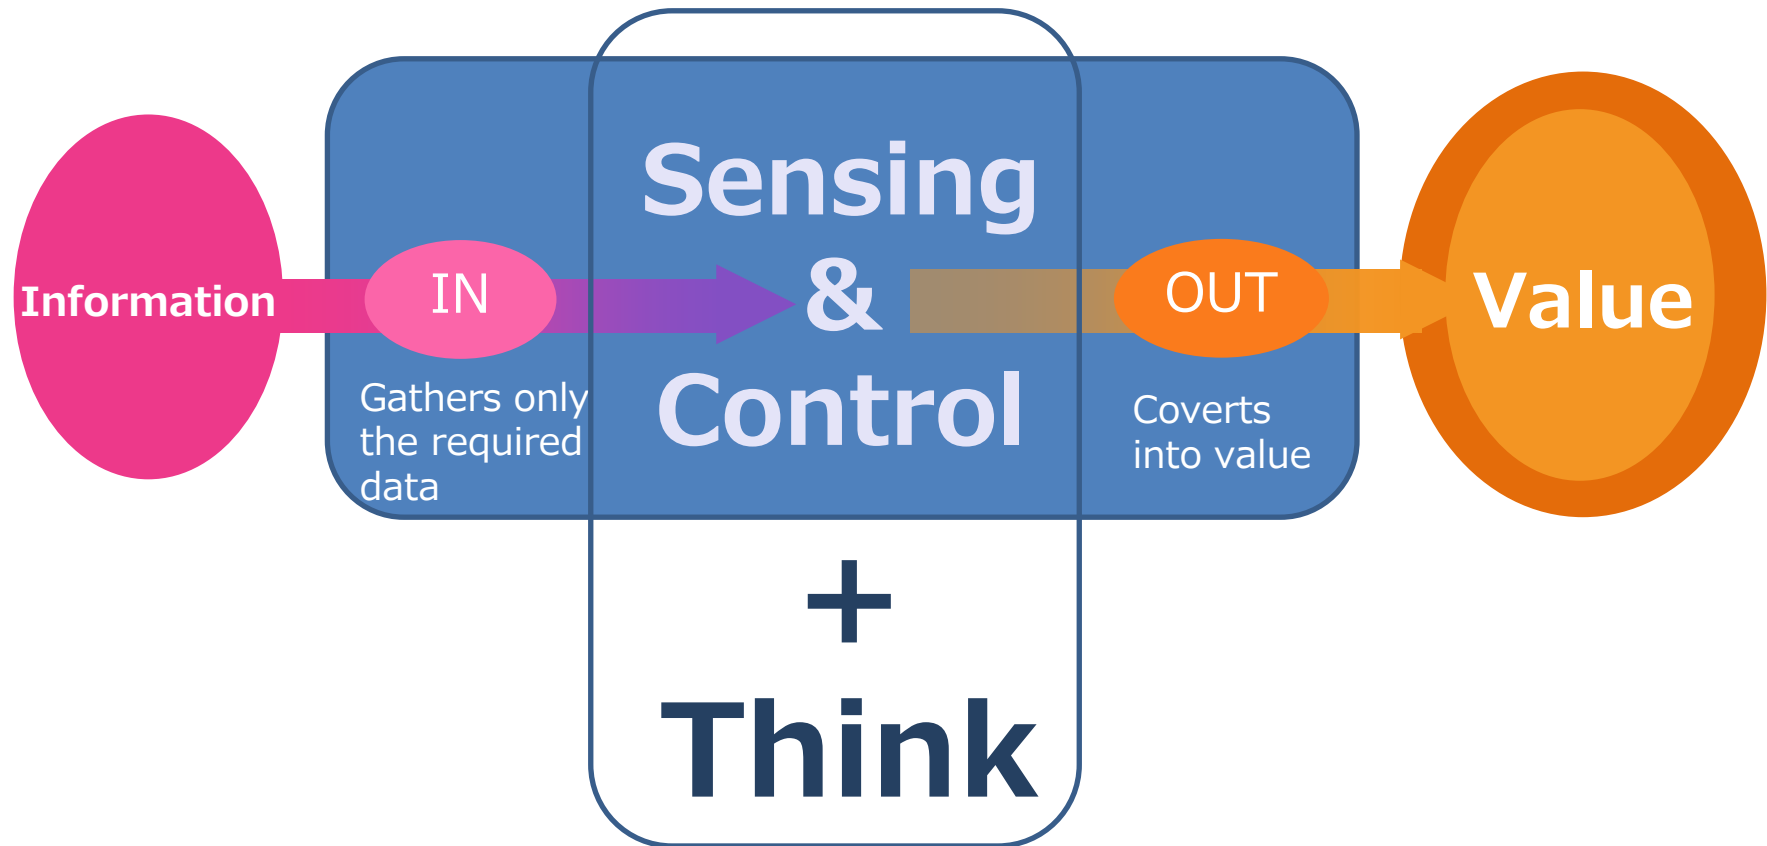 Information
IN
Gathers only
the required
data
Sensing
&
Control
+
Think
OUT
Coverts
into value
Value